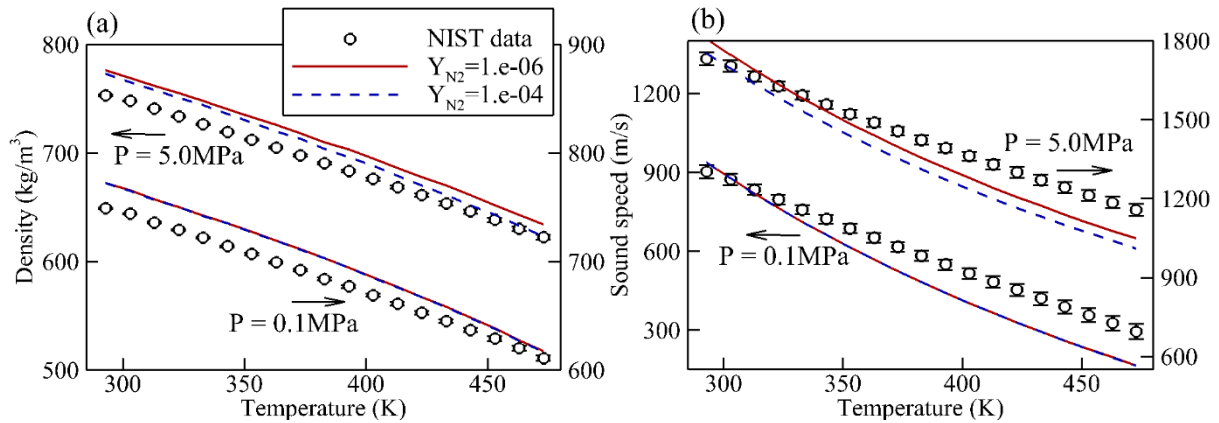 (a)
NIST data
Y_N2=1.e-06
Y_N2=1.e-04
P = 5.0MPa
P = 0.1MPa
800
700
600
500
Density (kg/m³)
900
800
700
600
300 350 400 450
Temperature (K)
(b)
P = 5.0MPa
P = 0.1MPa
1200
900
600
300
Sound speed (m/s)
1800
1500
1200
900
600
300 350 400 450
Temperature (K)